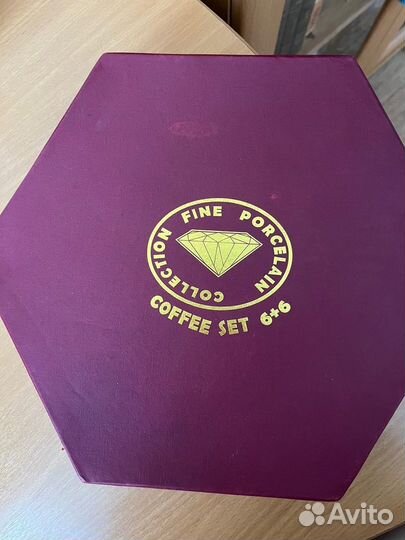 FINE PORCELAIN COLLECTION
COFFEE SET 6+6
Avito